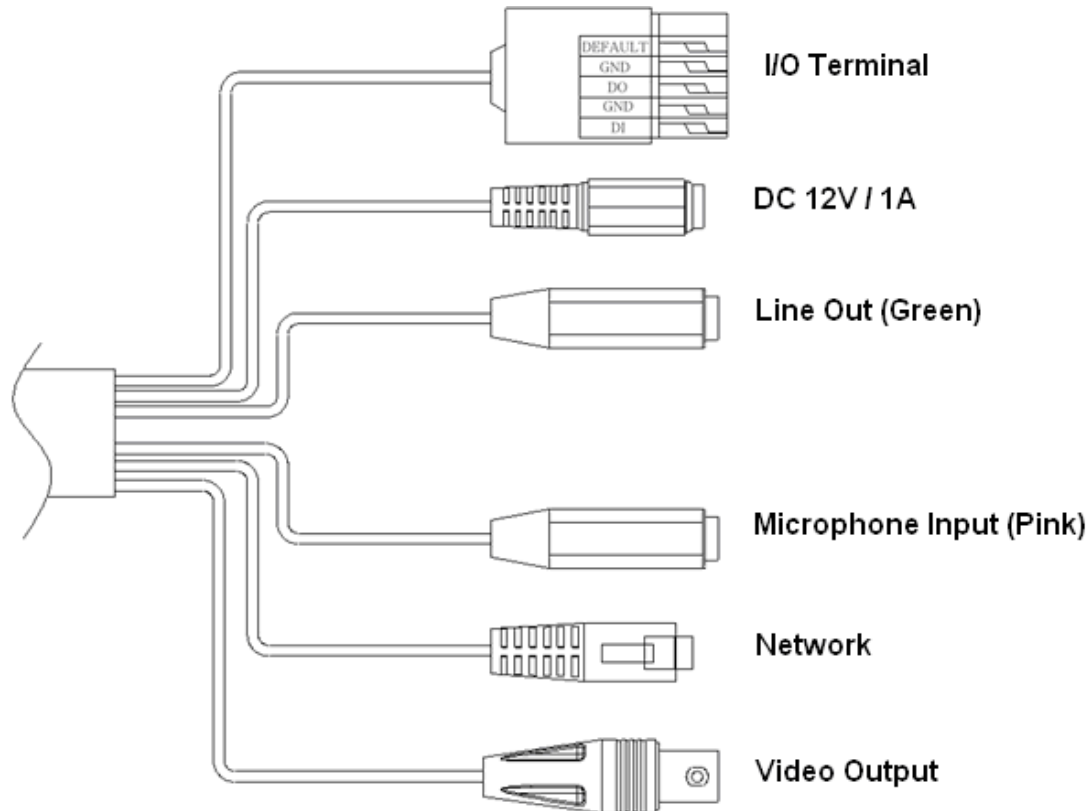 DEFAULT
GND
DO
GND
DI
I/O Terminal
DC 12V / 1A
Line Out (Green)
Microphone Input (Pink)
Network
Video Output